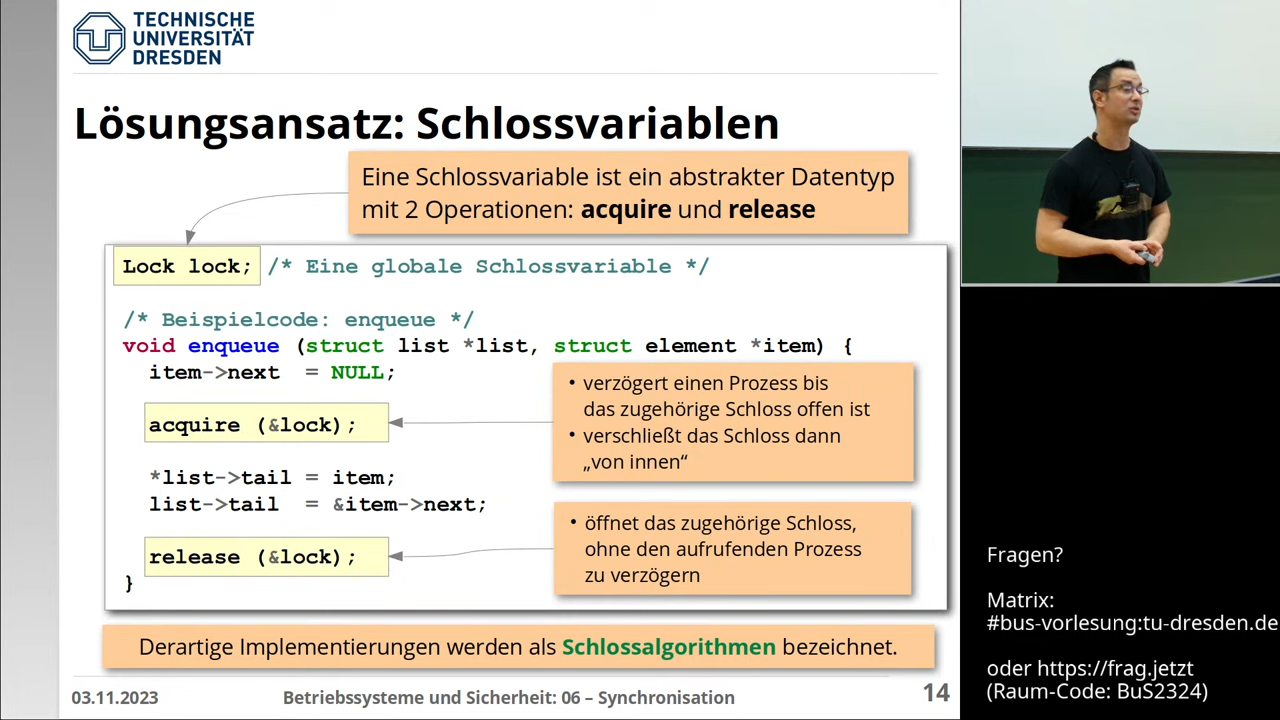 TECHNISCHE
UNIVERSITÄT
DRESDEN
Lösungsansatz: Schlossvariablen
Eine Schlossvariable ist ein abstrakter Datentyp
mit 2 Operationen: acquire und release
Lock lock; /* Eine globale Schlossvariable */
/* Beispielcode: enqueue */
void enqueue (struct list *list, struct element *item) {
item->next = NULL;
acquire (&lock);
• verzögert einen Prozess bis
das zugehörige Schloss offen ist
• verschließt das Schloss dann
„von innen“
*list->tail = item;
list->tail = &item->next;
release (&lock);
}
• öffnet das zugehörige Schloss,
ohne den aufrufenden Prozess
zu verzögern
Derartige Implementierungen werden als Schlossalgorithmen bezeichnet.
03.11.2023 Betriebssysteme und Sicherheit: 06 – Synchronisation 14
Fragen?
Matrix:
#bus-vorlesung:tu-dresden.de
oder https://frag.jetzt
(Raum-Code: BuS2324)